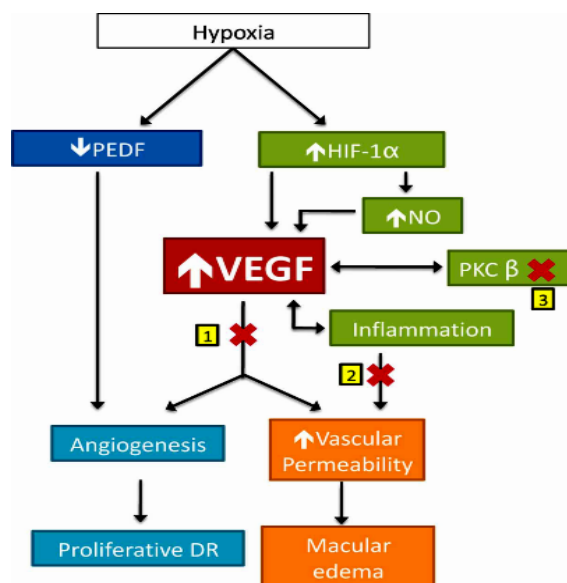 Hypoxia
PEDF
HIF-1α
NO
VEGF
PKC β
3
1
Inflammation
2
Angiogenesis
Vascular
Permeability
Proliferative DR
Macular
edema